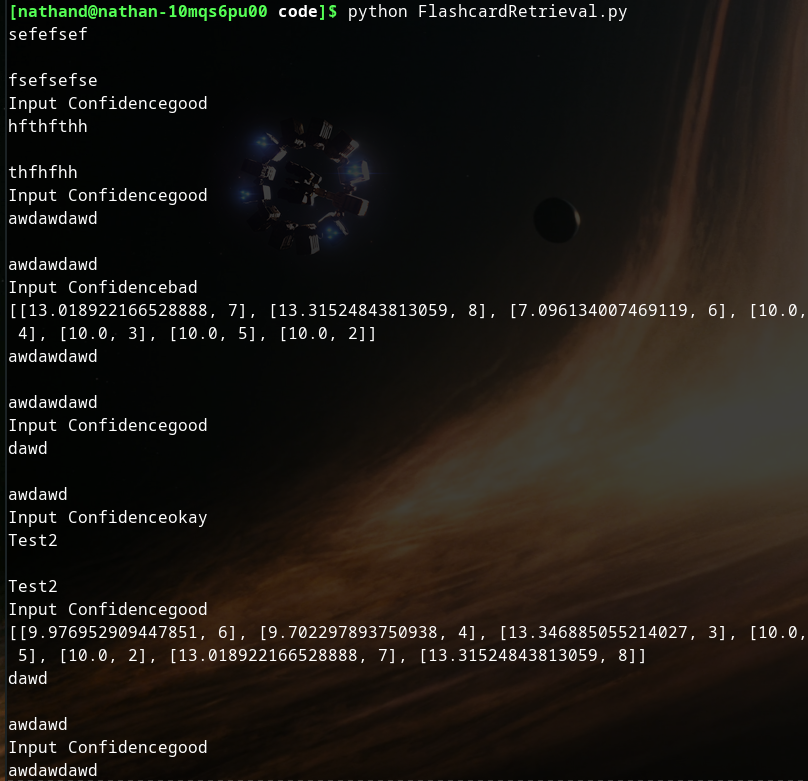 [nathand@nathan-10mqs6pu00 code]$ python FlashcardRetrieval.py
sefefsef
fsefsefse
Input Confidencegood
hfthfthh
thfhfhh
Input Confidencegood
awdawdawd
awdawdawd
Input Confidencebad
[[13.018922166528888, 7], [13.31524843813059, 8], [7.096134007469119, 6], [10.0,
 4], [10.0, 3], [10.0, 5], [10.0, 2]]
awdawdawd
awdawdawd
Input Confidencegood
dawd
awdawd
Input Confidenceokay
Test2
Test2
Input Confidencegood
[[9.976952909447851, 6], [9.702297893750938, 4], [13.346885055214027, 3], [10.0,
 5], [10.0, 2], [13.018922166528888, 7], [13.31524843813059, 8]]
dawd
awdawd
Input Confidencegood
awdawdawd